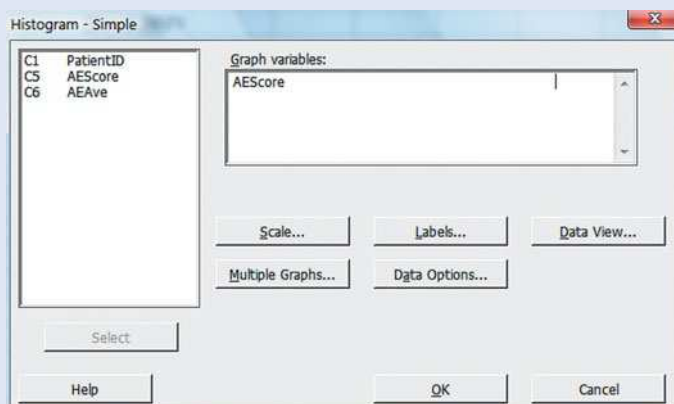 Histogram - Simple
C1 PatientID
C5 AEScore
C6 AEAve
Graph variables:
AEScore
Scale... Labels... Data View...
Multiple Graphs... Data Options...
Select
Help OK Cancel